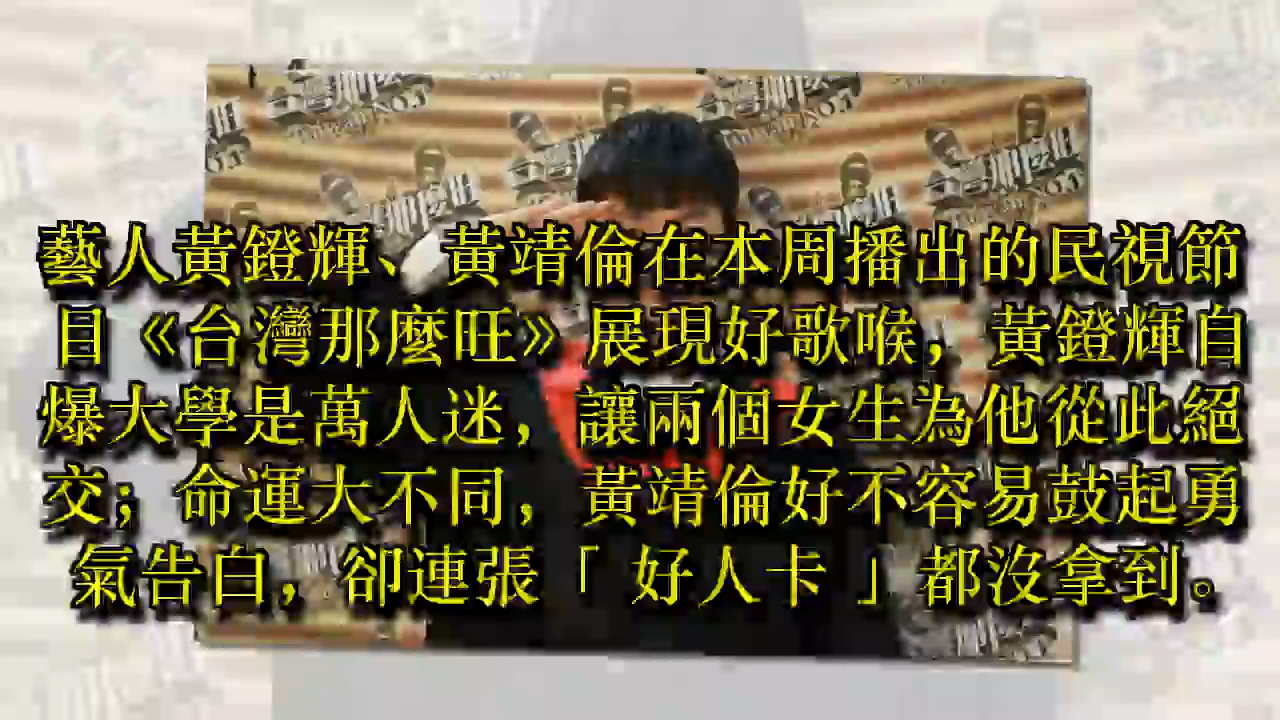 藝人黃鐙輝、黃靖倫在本周播出的民視節
目《台灣那麼旺》展現好歌喉，黃鐙輝自
爆大學是萬人迷，讓兩個女生為他從此絕
交；命運大不同，黃靖倫好不容易鼓起勇
氣告白，卻連張「 好人卡 」都沒拿到。